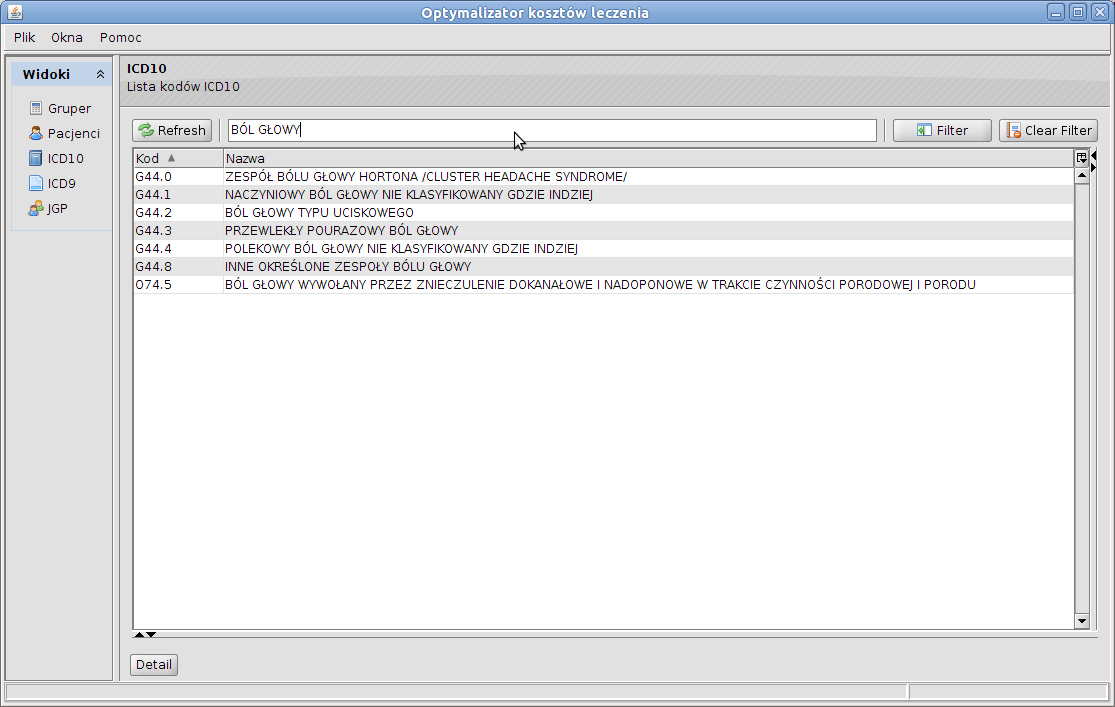 Optymalizator kosztów leczenia
Plik Okna Pomoc
Widoki
Gruper
Pacjenci
ICD10
ICD9
JGP
ICD10
Lista kodów ICD10
Refresh BÓL GŁOWY Filter Clear Filter
Kod Nazwa
G44.0 ZESPÓŁ BÓLU GŁOWY HORTONA /CLUSTER HEADACHE SYNDROME/
G44.1 NACZYNIOWY BÓL GŁOWY NIE KLASYFIKOWANY GDZIE INDZIEJ
G44.2 BÓL GŁOWY TYPU UCISKOWEGO
G44.3 PRZEWLEKŁY POURAZOWY BÓL GŁOWY
G44.4 POLEKOWY BÓL GŁOWY NIE KLASYFIKOWANY GDZIE INDZIEJ
G44.8 INNE OKREŚLONE ZESPOŁY BÓLU GŁOWY
O74.5 BÓL GŁOWY WYWOŁANY PRZEZ ZNIECZULENIE DOKANAŁOWE I NADOPONOWE W TRAKCIE CZYNNOŚCI PORODOWEJ I PORODU
Detail